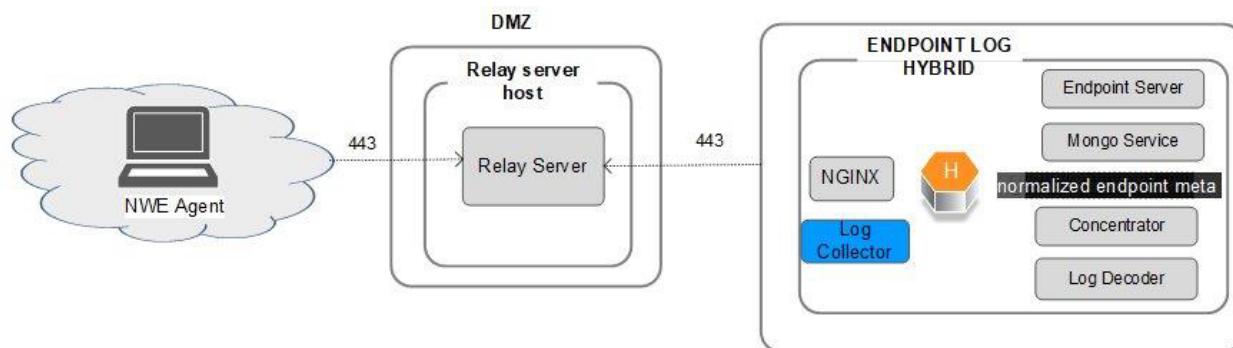 DMZ
Relay server
host
Relay Server
443
443
NWE Agent
ENDPOINT LOG
HYBRID
Endpoint Server
Mongo Service
NGINX
H
normalized endpoint meta
Log
Collector
Concentrator
Log Decoder